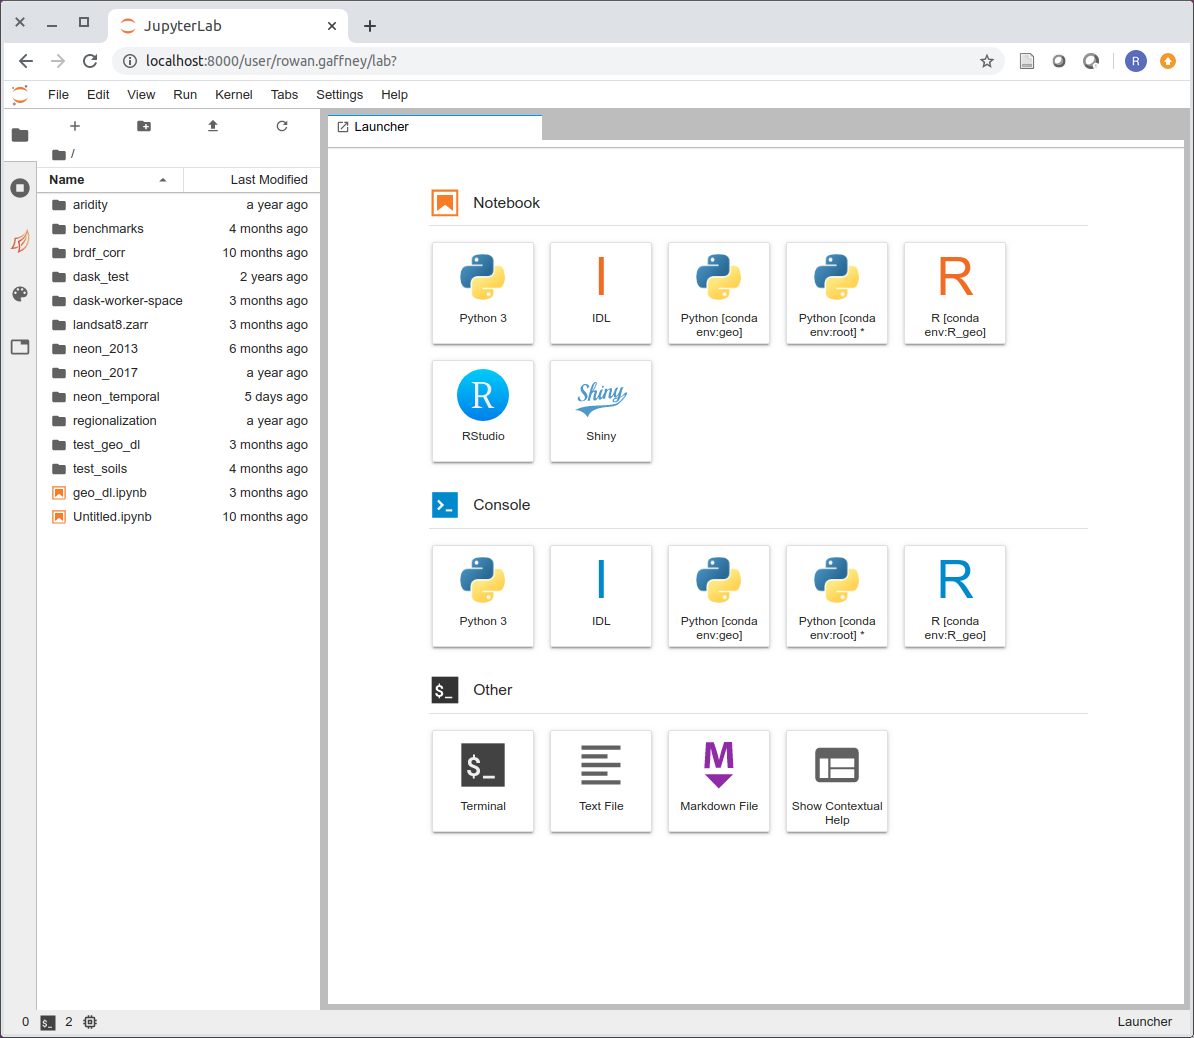 JupyterLab
localhost:8000/user/rowan.gaffney/lab?
R
File Edit View Run Kernel Tabs Settings Help
/
Name Last Modified
aridity a year ago
benchmarks 4 months ago
brdf_corr 10 months ago
dask_test 2 years ago
dask-worker-space 3 months ago
landsat8.zarr 3 months ago
neon_2013 6 months ago
neon_2017 a year ago
neon_temporal 5 days ago
regionalization a year ago
test_geo_dl 3 months ago
test_soils 4 months ago
geo_dl.ipynb 3 months ago
Untitled.ipynb 10 months ago
Launcher
Notebook
I R
Python 3 IDL Python [conda Python [conda R [conda
env:geo] env:root] * env:R_geo]
R Shiny
RStudio Shiny
Console
I R
Python 3 IDL Python [conda Python [conda R [conda
env:geo] env:root] * env:R_geo]
$_ Other
$_ M
Terminal Text File Markdown File Show Contextual
Help
0 $_ 2 Launcher